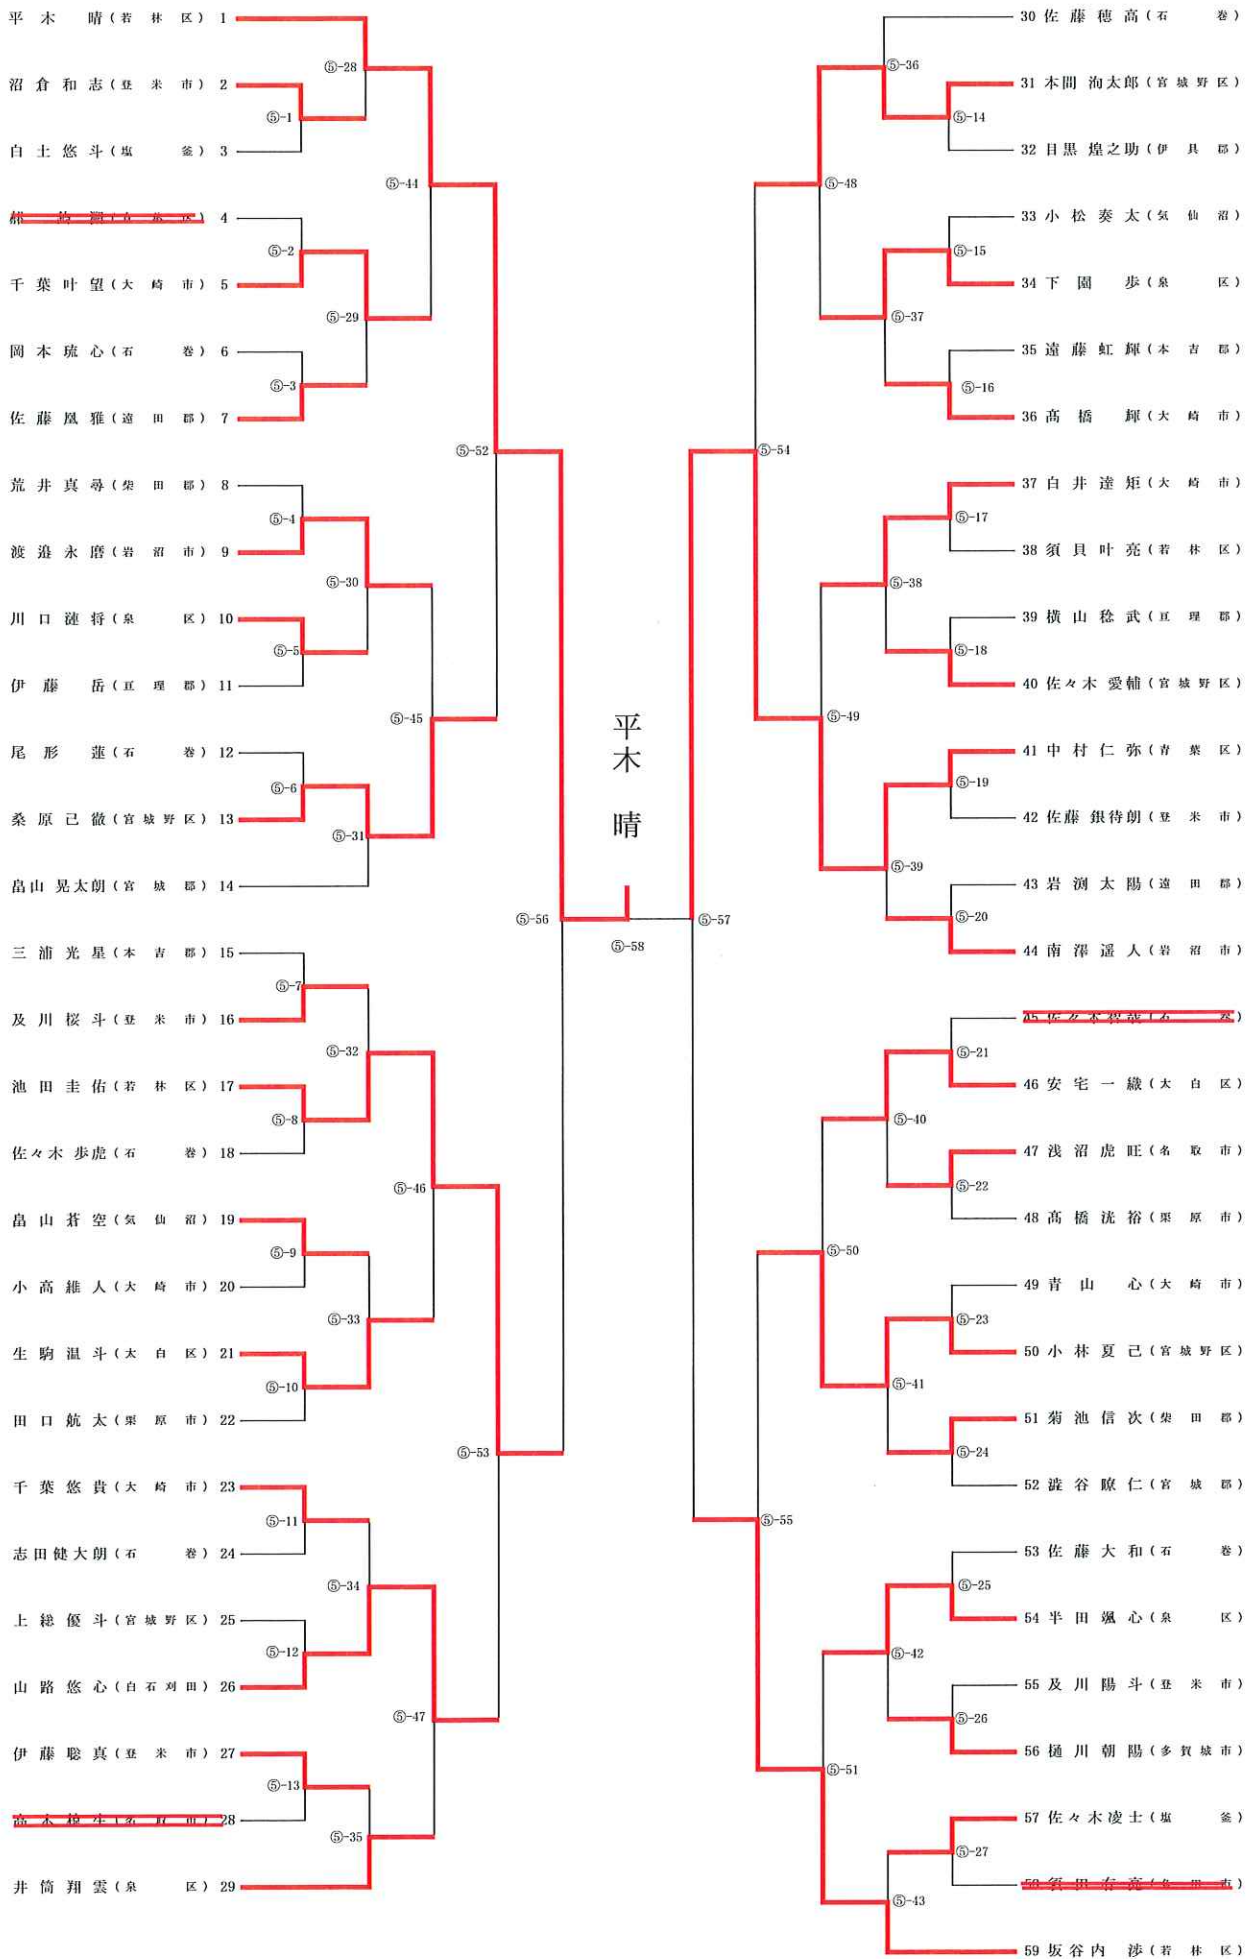 平木 晴(若林区) 1
沼倉和志(登米市) 2
白土悠斗(塩釜) 3
4
千葉叶望(大崎市) 5
岡本琉心(石巻) 6
佐藤凰雅(遠田郡) 7
荒井真尋(柴田郡) 8
渡邉永磨(岩沼市) 9
川口漣将(泉区) 10
伊藤 岳(亘理郡) 11
尾形 蓮(石巻) 12
桑原己徹(宮城野区) 13
畠山晃太朗(宮城郡) 14
三浦光星(本吉郡) 15
及川桜斗(登米市) 16
池田圭佑(若林区) 17
佐々木歩虎(石巻) 18
畠山蒼空(気仙沼) 19
小高維人(大崎市) 20
生駒温斗(太白区) 21
田口航太(栗原市) 22
千葉悠貴(大崎市) 23
志田健大朗(石巻) 24
上総優斗(宮城野区) 25
山路悠心(白石刈田) 26
伊藤聡真(登米市) 27
28
井筒翔雲(泉区) 29
⑤-1
⑤-2
⑤-3
⑤-4
⑤-5
⑤-6
⑤-7
⑤-8
⑤-9
⑤-10
⑤-11
⑤-12
⑤-13
⑤-28
⑤-29
⑤-30
⑤-31
⑤-32
⑤-33
⑤-34
⑤-35
⑤-44
⑤-45
⑤-46
⑤-47
⑤-52
⑤-53
⑤-56
平木 晴
⑤-58
⑤-57
⑤-54
⑤-55
⑤-48
⑤-49
⑤-50
⑤-51
⑤-36
⑤-37
⑤-38
⑤-39
⑤-40
⑤-41
⑤-42
⑤-43
⑤-14
⑤-15
⑤-16
⑤-17
⑤-18
⑤-19
⑤-20
⑤-21
⑤-22
⑤-23
⑤-24
⑤-25
⑤-26
⑤-27
30 佐藤穂高(石巻)
31 本間洵太郎(宮城野区)
32 目黒煌之助(伊具郡)
33 小松奏太(気仙沼)
34 下園 歩(泉区)
35 遠藤虹輝(本吉郡)
36 髙橋 輝(大崎市)
37 白井達矩(大崎市)
38 須貝叶亮(若林区)
39 横山稔武(亘理郡)
40 佐々木愛輔(宮城野区)
41 中村仁弥(青葉区)
42 佐藤銀待朗(登米市)
43 岩渕太陽(遠田郡)
44 南澤遥人(岩沼市)
45
46 安宅一織(太白区)
47 浅沼虎旺(名取市)
48 髙橋洸裕(栗原市)
49 青山 心(大崎市)
50 小林夏己(宮城野区)
51 菊池信次(柴田郡)
52 澁谷瞭仁(宮城郡)
53 佐藤大和(石巻)
54 半田颯心(泉区)
55 及川陽斗(登米市)
56 樋川朝陽(多賀城市)
57 佐々木凌士(塩釜)
58
59 坂谷内 渉(若林区)